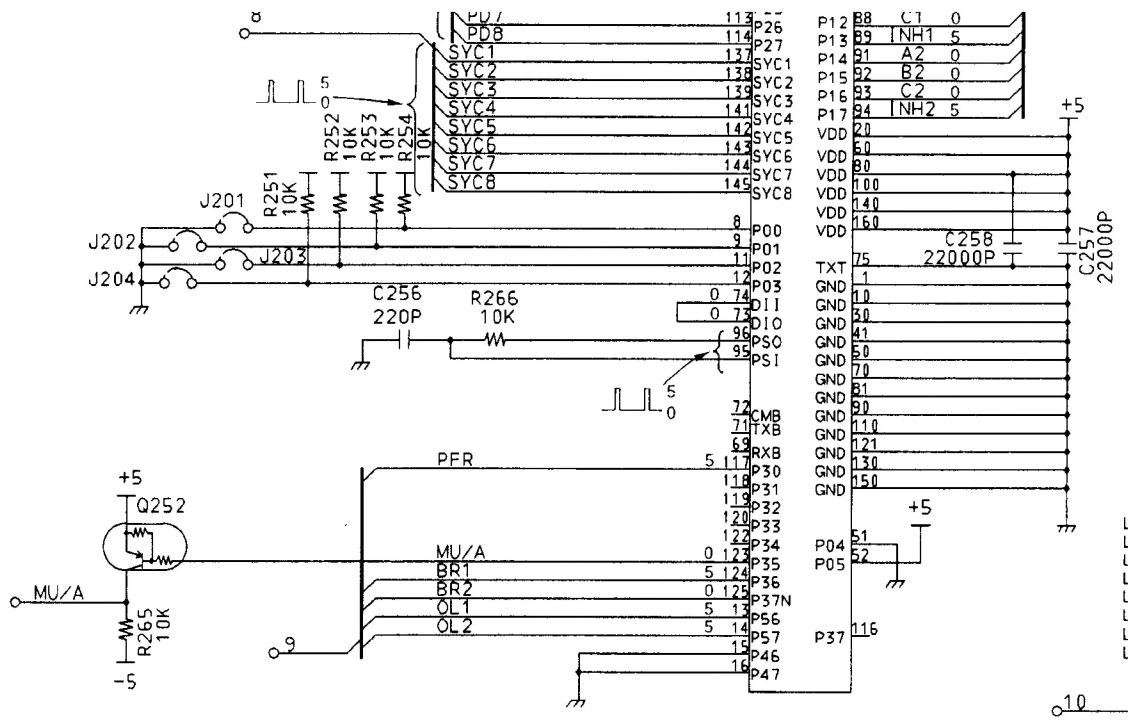 8
PD7
113
P26
P12
88
C1
0
PD8
114
P27
P13
89
INH1
5
SYC1
137
SYC1
P14
91
A2
0
SYC2
138
SYC2
P15
92
B2
0
SYC3
139
SYC3
P16
93
C2
0
SYC4
141
SYC4
P17
94
INH2
5
SYC5
142
SYC5
VDD
20
SYC6
143
SYC6
VDD
60
SYC7
144
SYC7
VDD
80
SYC8
145
SYC8
VDD
100
VDD
140
VDD
160
+5
5
0
R251
10K
R252
10K
R253
10K
R254
10K
J201
J202
J203
J204
8
P00
9
P01
11
P02
12
P03
C258
22000P
C257
22000P
TXT
75
GND
1
0
74
DII
GND
10
0
73
DIO
GND
30
C256
220P
R266
10K
96
PSO
GND
41
95
PSI
GND
50
GND
70
GND
81
5
0
72
CMB
GND
90
71
TXB
GND
110
69
RXB
GND
121
PFR
5
117
P30
GND
130
118
P31
GND
150
119
P32
120
P33
122
P34
P04
51
+5
MU/A
0
123
P35
P05
52
BR1
5
124
P36
BR2
0
125
P37N
OL1
5
13
P56
OL2
5
14
P57
P37
116
15
P46
16
P47
+5
Q252
MU/A
R265
10K
-5
9
10